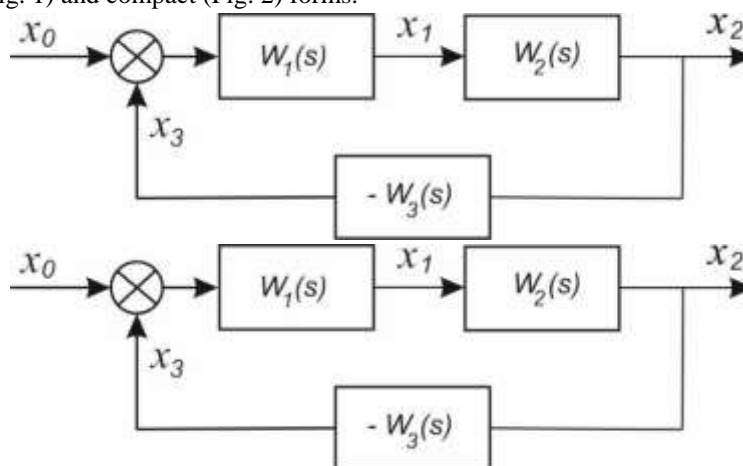 ig. 1) and compact (Fig. 2) forms.
x0 x1 x2
W1(s) W2(s)
x3
- W3(s)
x0 x1 x2
W1(s) W2(s)
x3
- W3(s)